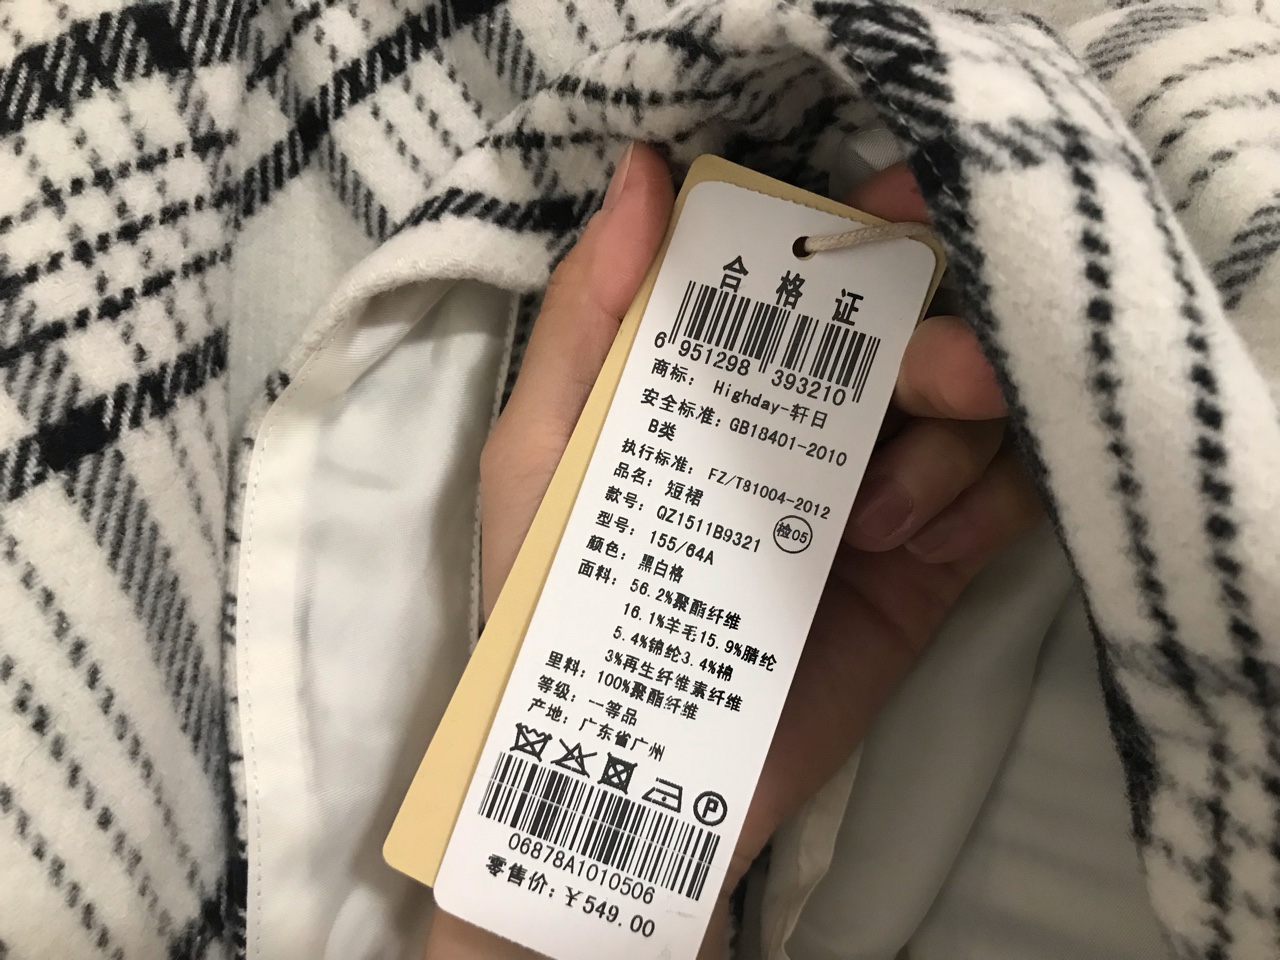 合格证
6 951298 393210
商标: Highday-轩日
安全标准: GB18401-2010
B类
执行标准: FZ/T81004-2012
品名: 短裙
款号: QZ1511B9321
检05
型号: 155/64A
颜色: 黑白格
面料: 56.2%聚酯纤维
16.1%羊毛15.9%腈纶
5.4%锦纶3.4%棉
3%再生纤维素纤维
里料: 100%聚酯纤维
等级: 一等品
产地: 广东省广州
P
06878A1010506
零售价: ￥549.00